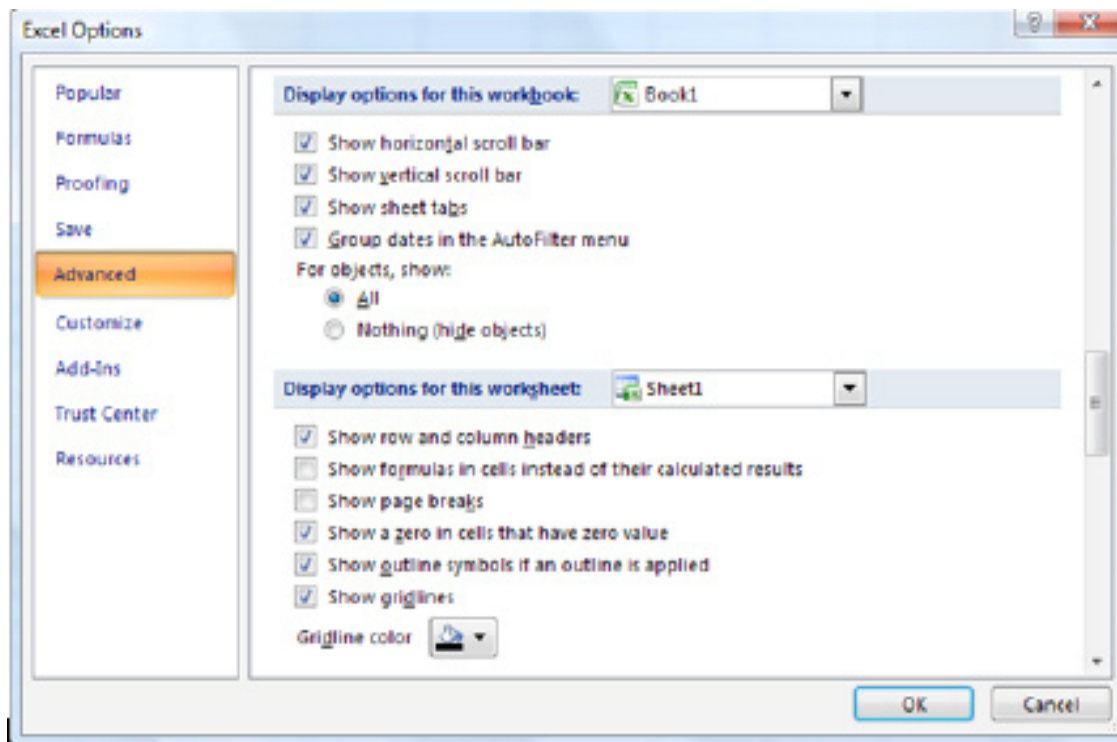 Excel Options
Popular
Formulas
Proofing
Save
Advanced
Customize
Add-Ins
Trust Center
Resources
Display options for this workbook: Book1
Show horizontal scroll bar
Show vertical scroll bar
Show sheet tabs
Group dates in the AutoFilter menu
For objects, show:
All
Nothing (hide objects)
Display options for this worksheet: Sheet1
Show row and column headers
Show formulas in cells instead of their calculated results
Show page breaks
Show a zero in cells that have zero value
Show outline symbols if an outline is applied
Show gridlines
Gridline color
OK Cancel